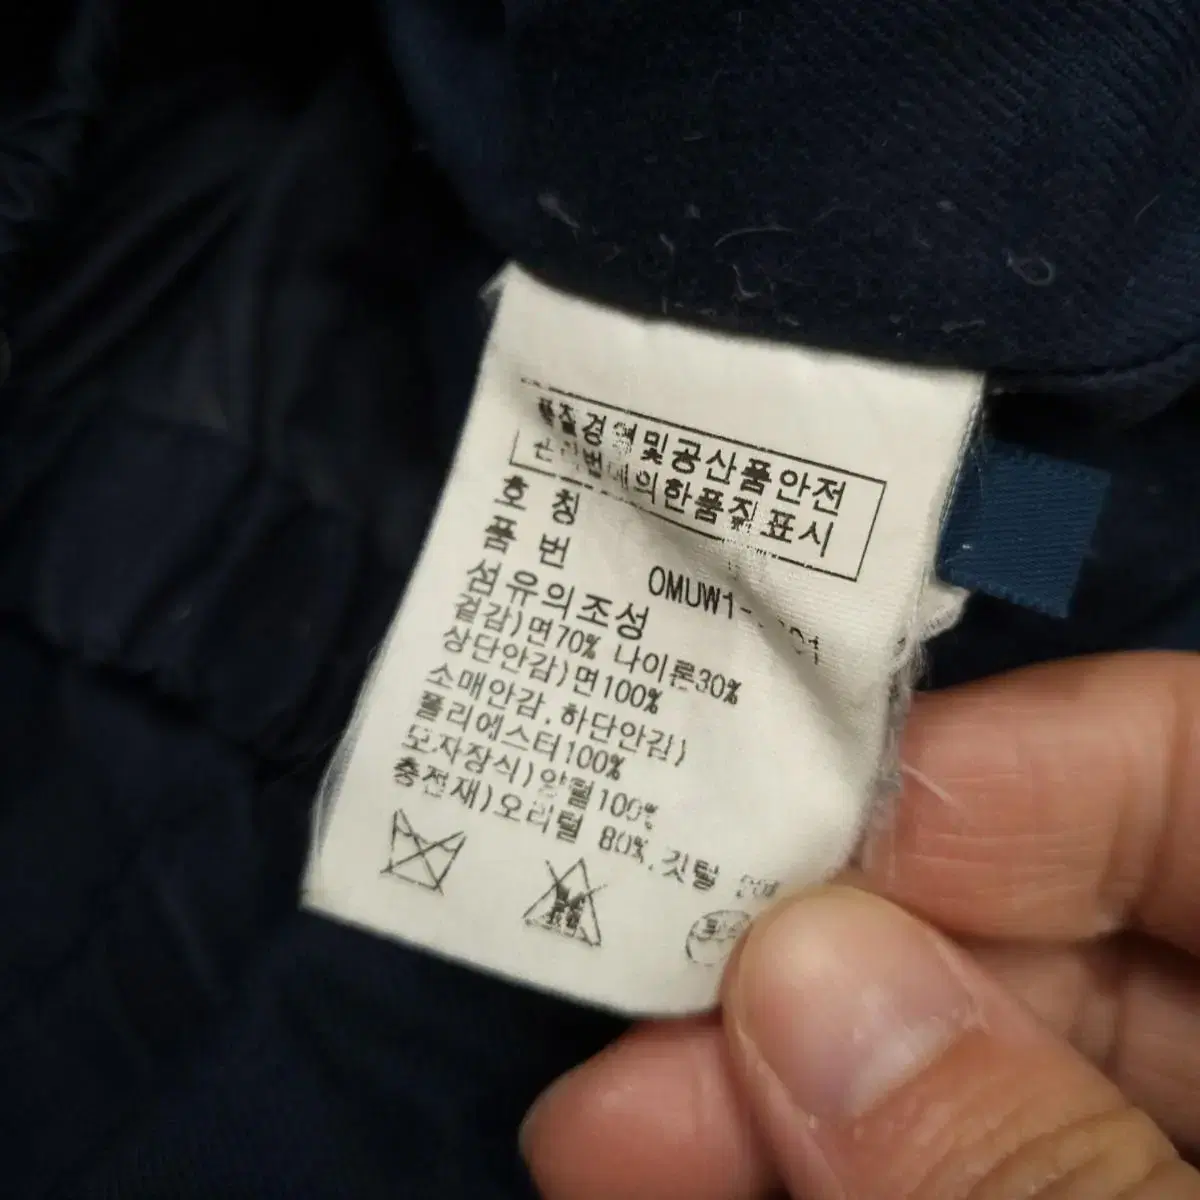 품질경영및공산품안전
관리법에의한품질표시
호 칭
품 번 OMUW1-
섬유의조성
겉감)면70% 나이론30%
상단안감)면100%
소매안감,하단안감)
폴리에스터100%
모자장식)양털100%
충전재)오리털 80%,깃털